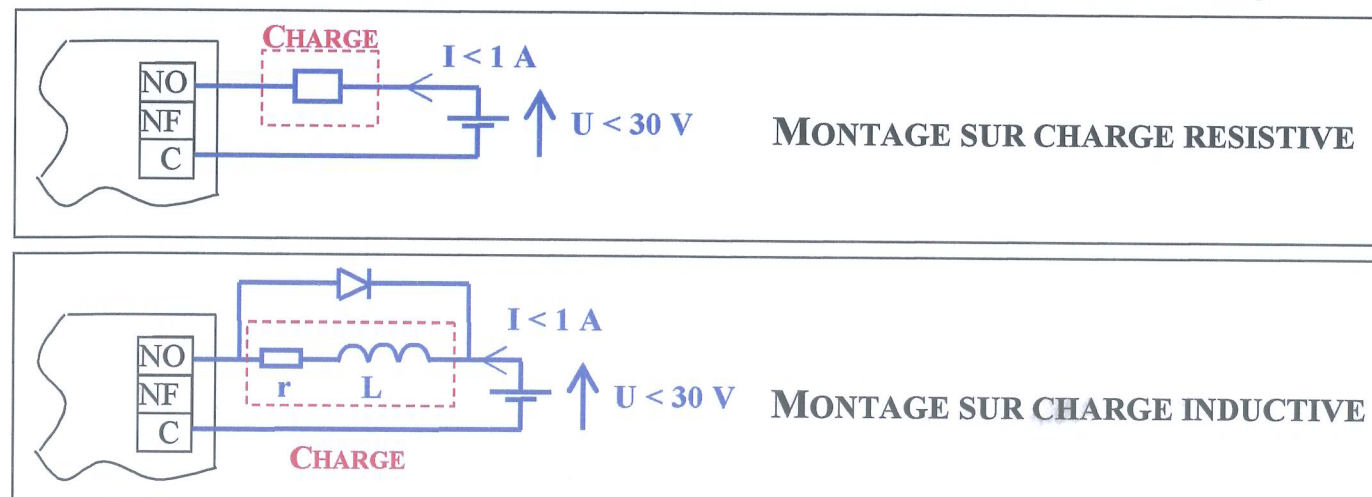 CHARGE
I < 1 A
NO
NF
C
U < 30 V
MONTAGE SUR CHARGE RESISTIVE
I < 1 A
NO
NF
C
r
L
U < 30 V
MONTAGE SUR CHARGE INDUCTIVE
CHARGE